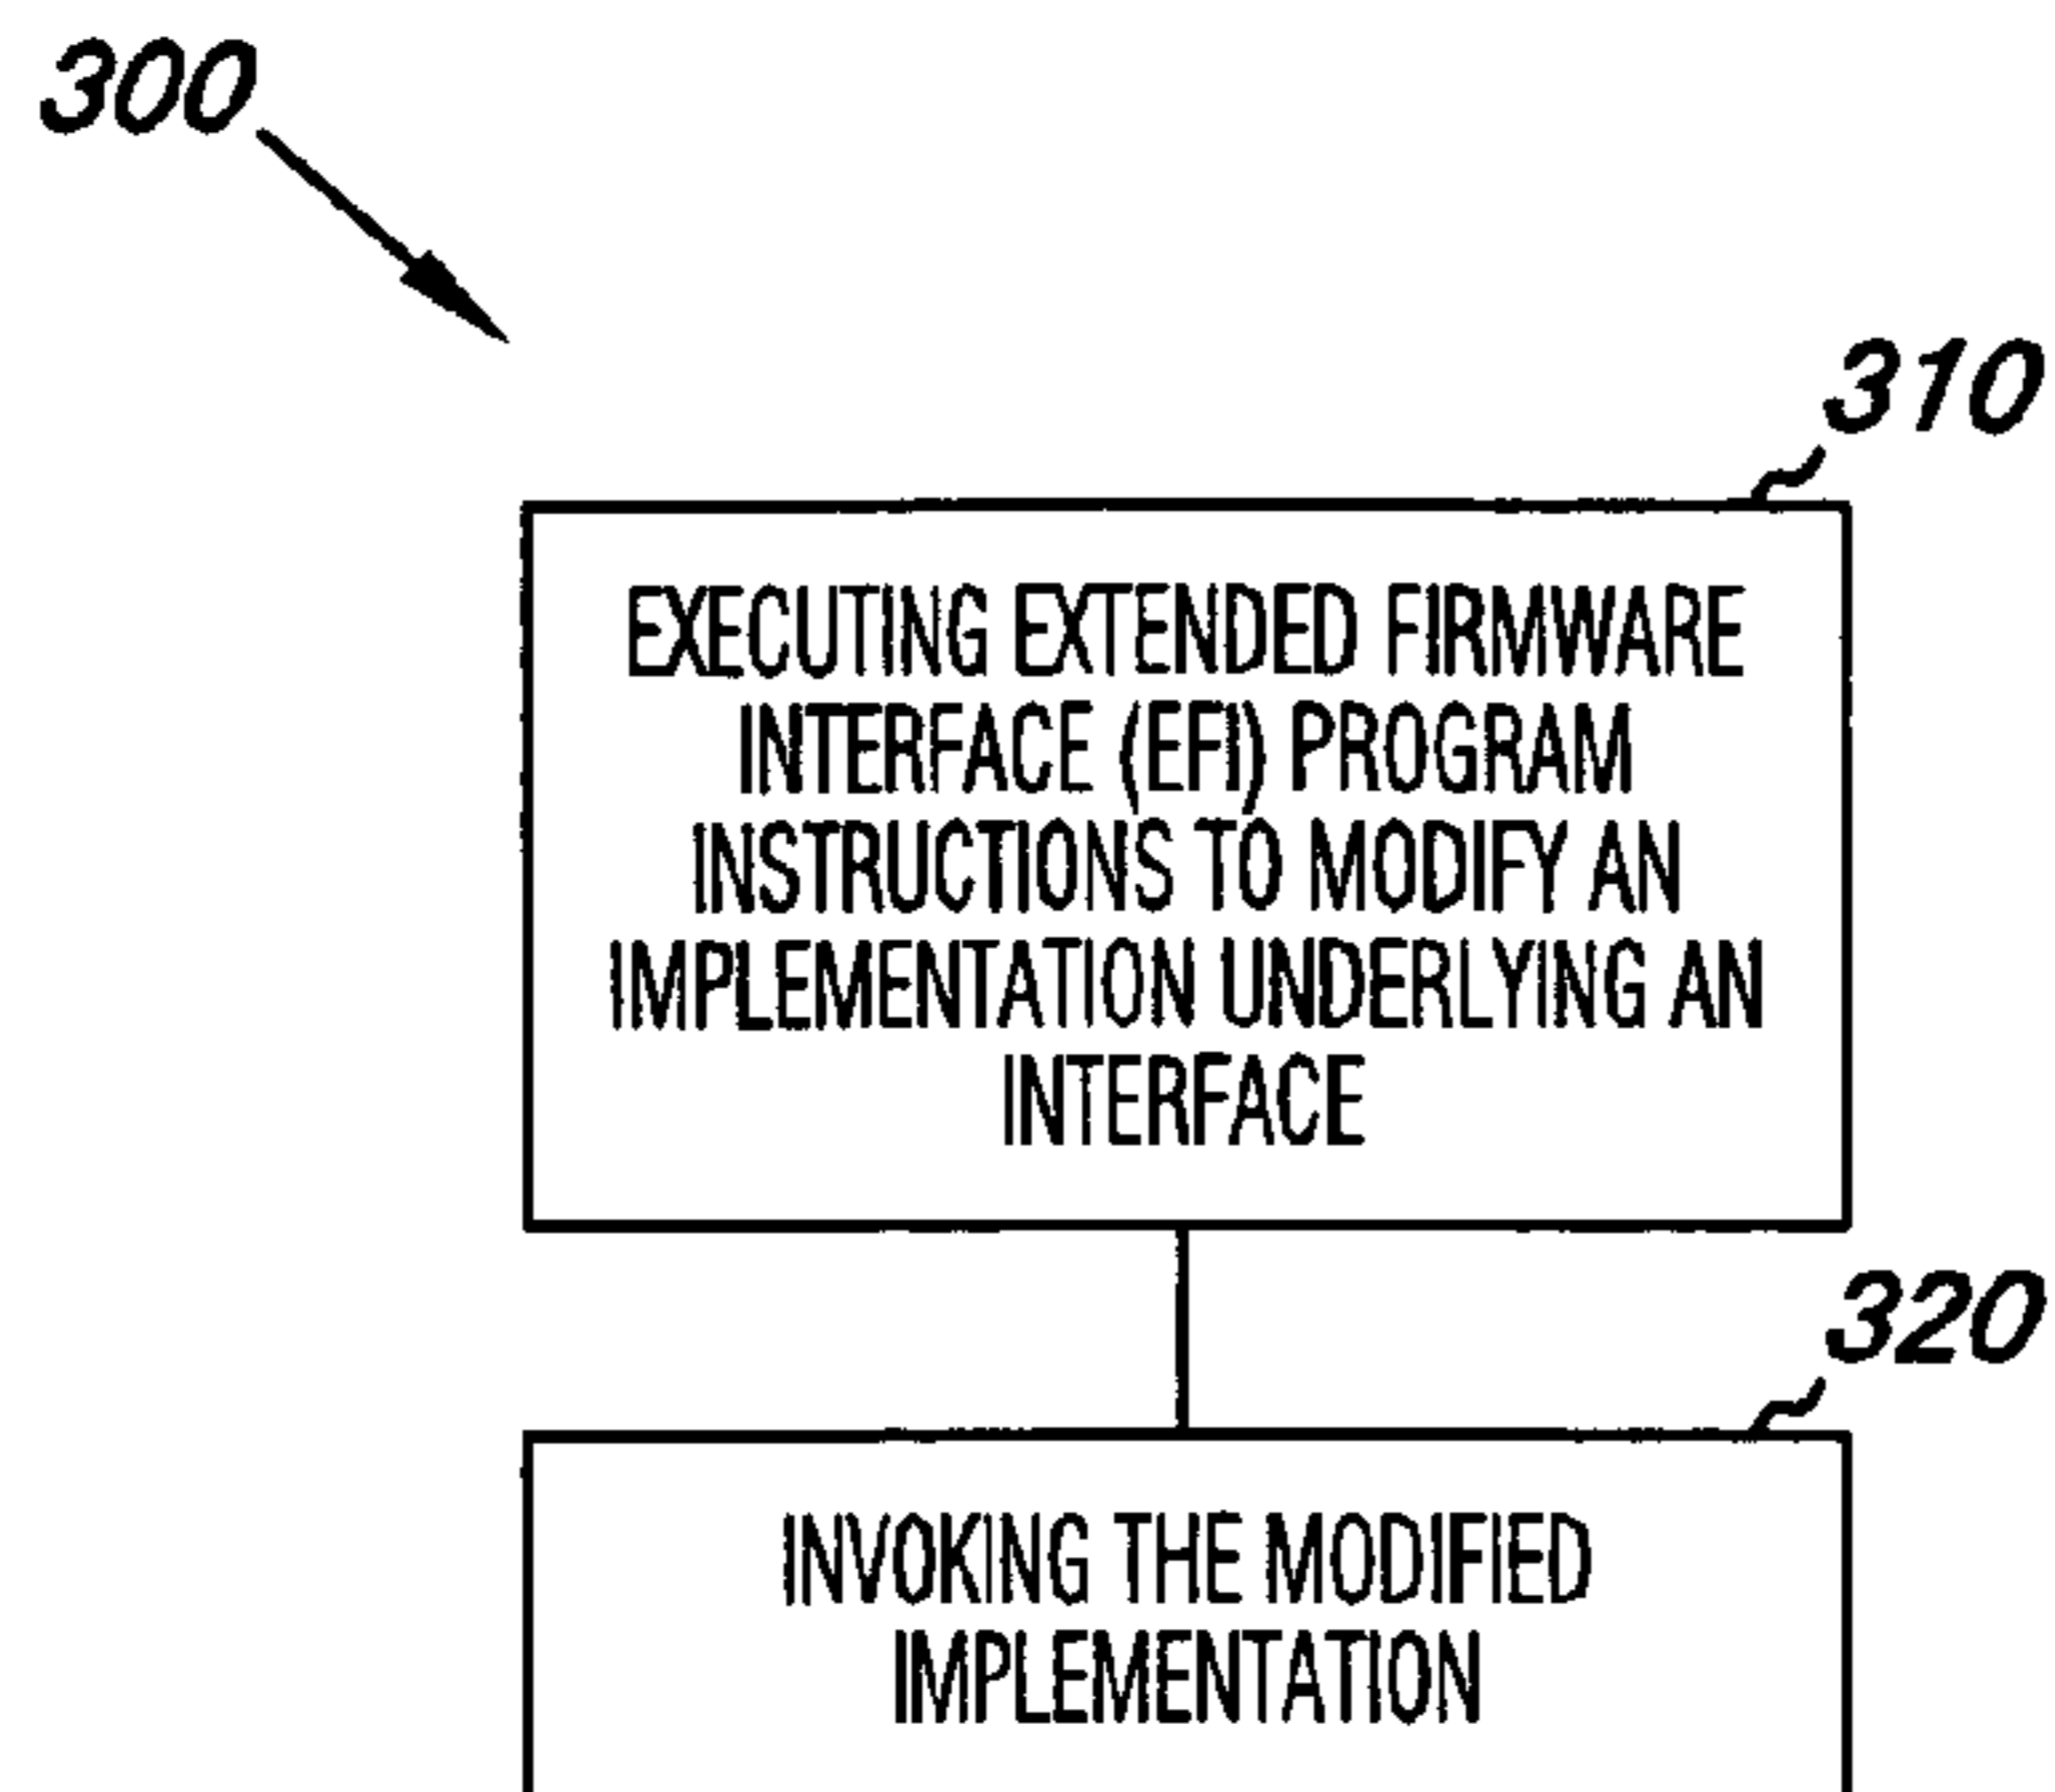 300
310
EXECUTING EXTENDED FIRMWARE
INTERFACE (EFI) PROGRAM
INSTRUCTIONS TO MODIFY AN
IMPLEMENTATION UNDERLYING AN
INTERFACE
320
INVOKING THE MODIFIED
IMPLEMENTATION